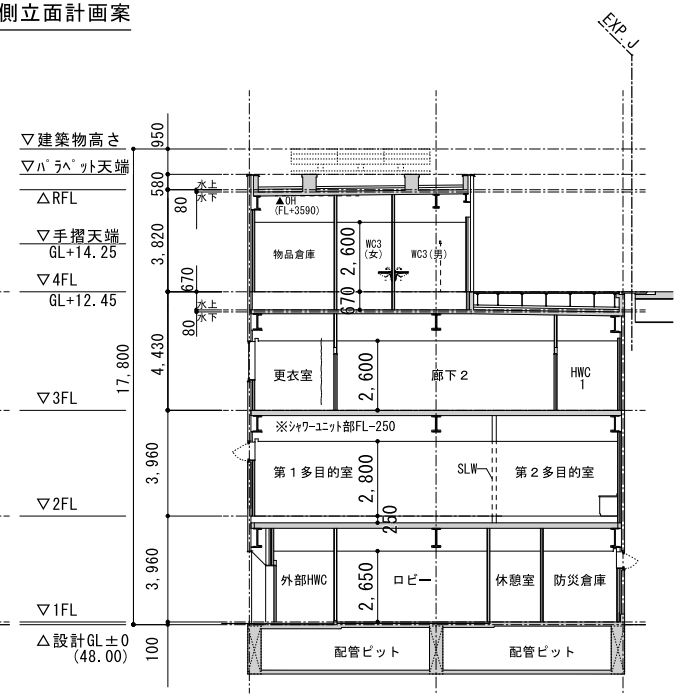 側立面計画案
EXP.J
▽建築物高さ
950
▽パラペット天端
580
水上
水下
80
△RFL
▲OH
(FL+3590)
▽手摺天端
GL+14.25
3,820
物品倉庫
2,600
WC3
(女)
WC3(男)
▽4FL
GL+12.45
670
670
水上
水下
80
17,800
4,430
更衣室
2,600
廊下2
HWC
1
▽3FL
※シャワーユニット部FL-250
3,960
第1多目的室
2,800
SLW
第2多目的室
▽2FL
250
3,960
外部HWC
2,650
ロビー
休憩室
防災倉庫
▽1FL
△設計GL±0
(48.00)
100
配管ピット
配管ピット